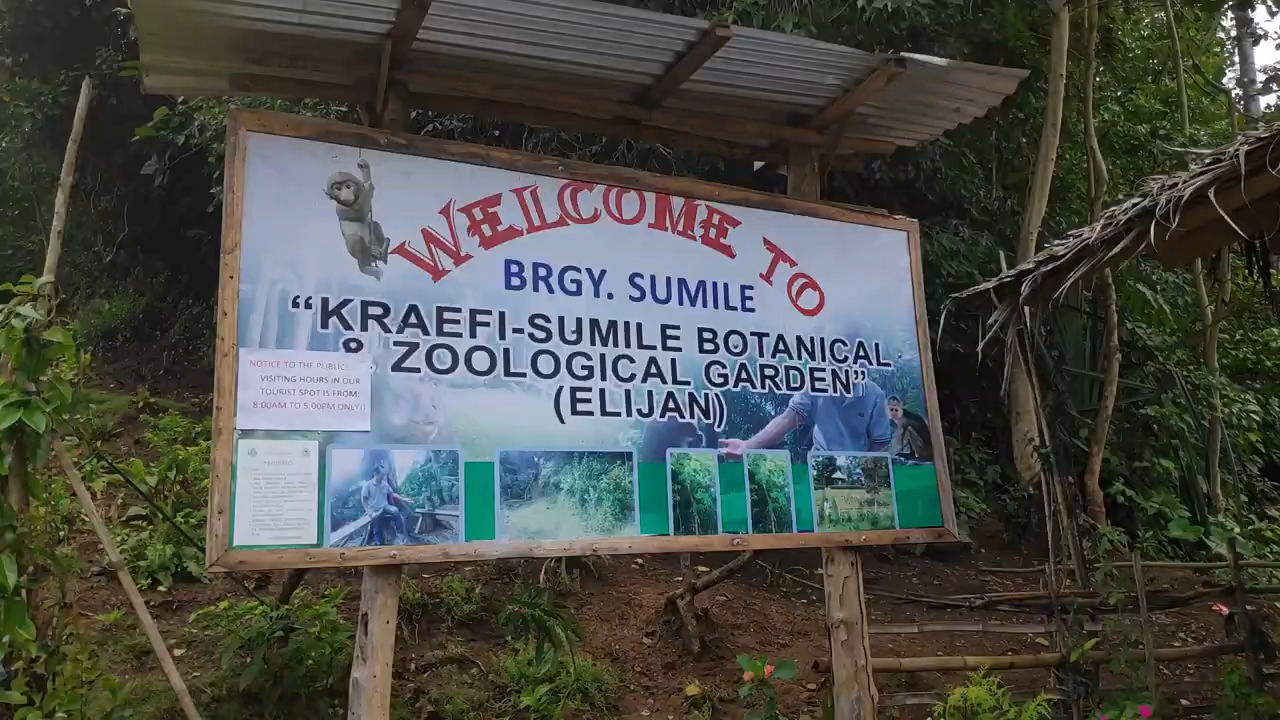 WELCOME TO
BRGY. SUMILE
“KRAEFI-SUMILE BOTANICAL
& ZOOLOGICAL GARDEN”
(ELIJAN)
NOTICE TO THE PUBLIC:
VISITING HOURS IN OUR
TOURIST SPOT IS FROM:
8:00AM TO 5:00PM ONLY!